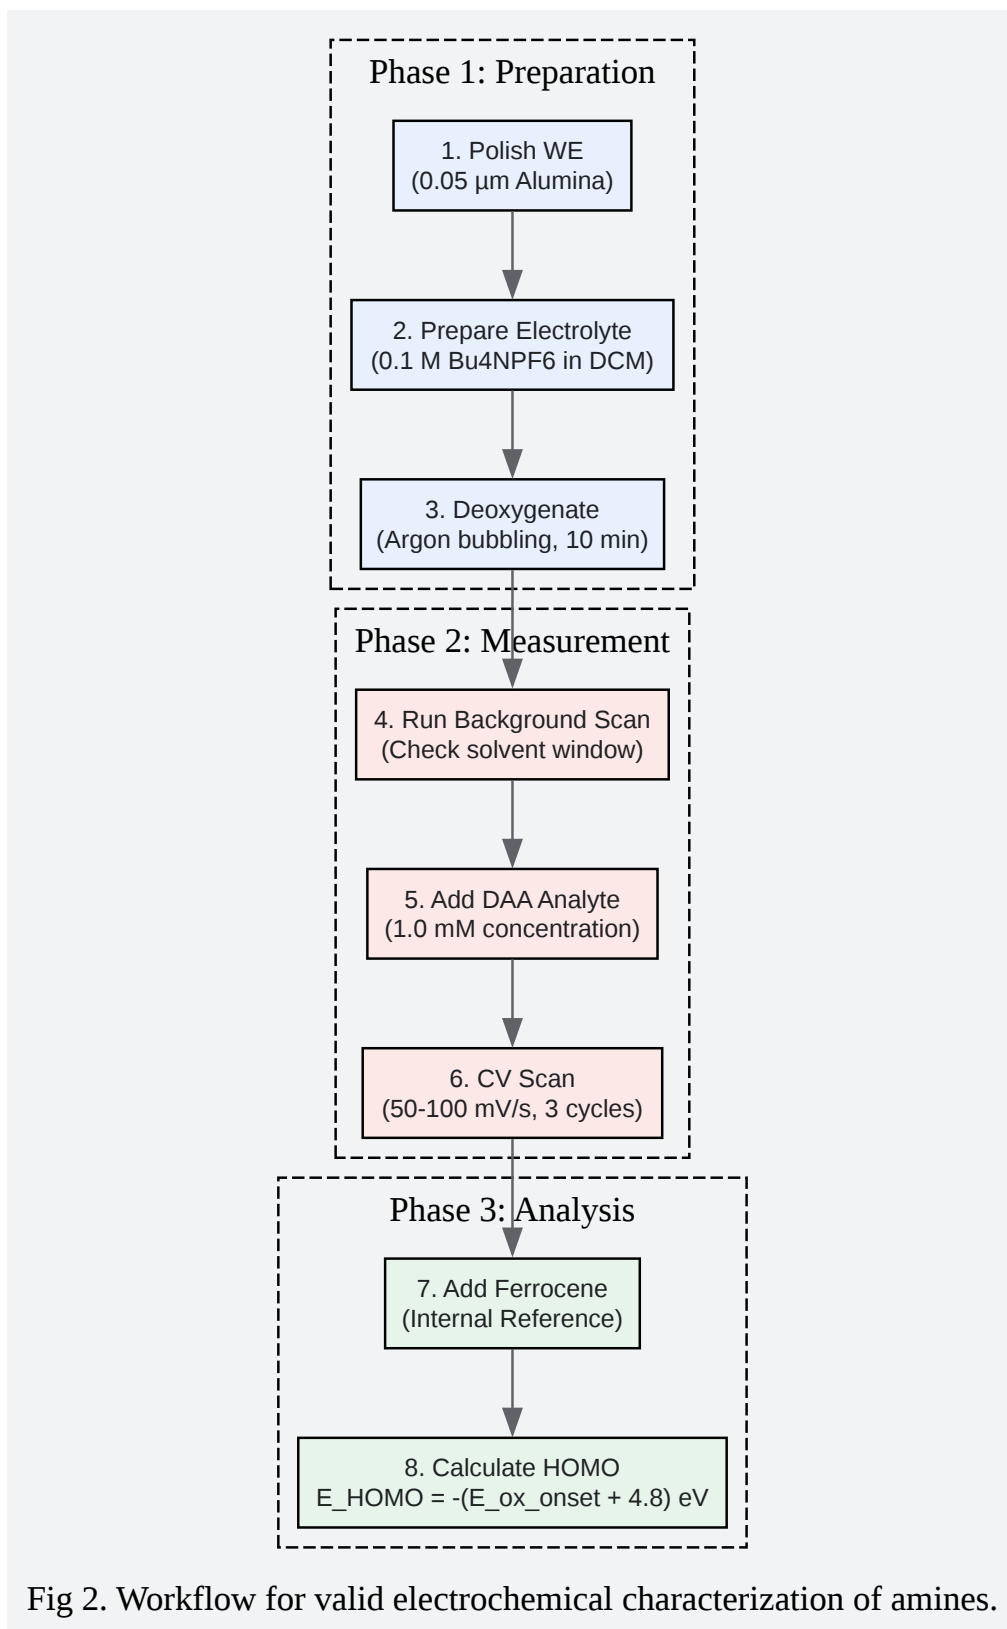 Phase 1: Preparation
1. Polish WE
(0.05 µm Alumina)
2. Prepare Electrolyte
(0.1 M Bu4NPF6 in DCM)
3. Deoxygenate
(Argon bubbling, 10 min)
Phase 2: Measurement
4. Run Background Scan
(Check solvent window)
5. Add DAA Analyte
(1.0 mM concentration)
6. CV Scan
(50-100 mV/s, 3 cycles)
Phase 3: Analysis
7. Add Ferrocene
(Internal Reference)
8. Calculate HOMO
E_HOMO = -(E_ox_onset + 4.8) eV
Fig 2. Workflow for valid electrochemical characterization of amines.